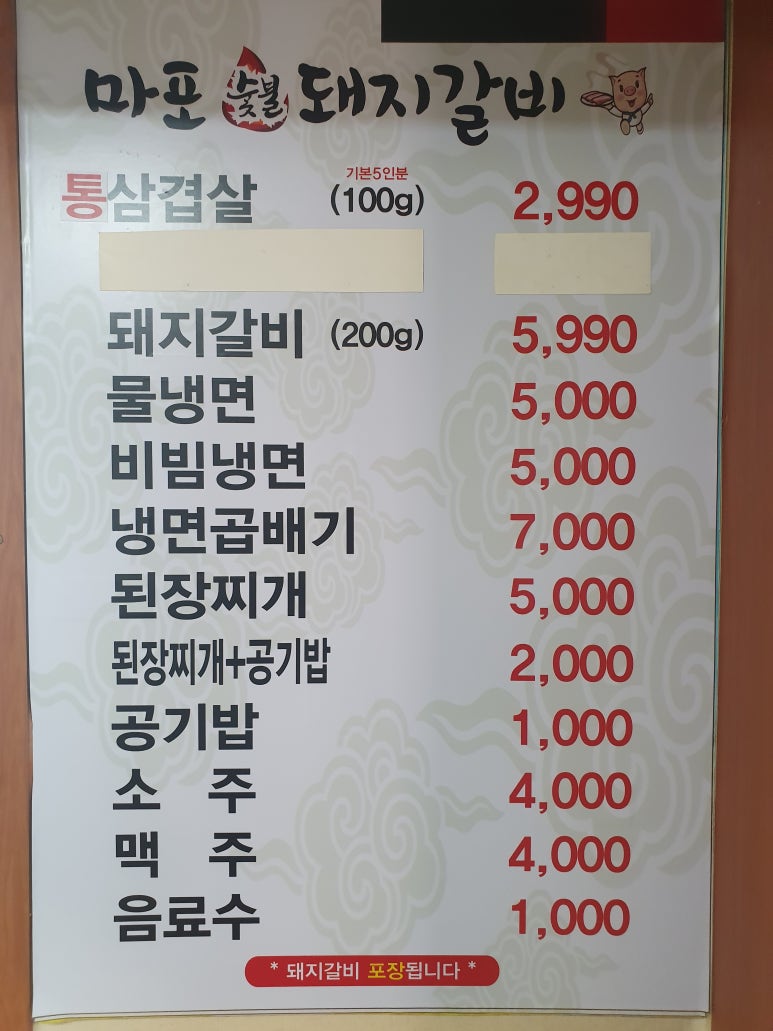 마포 숯불 돼지갈비
기본5인분
통삼겹살 (100g) 2,990
돼지갈비 (200g) 5,990
물냉면 5,000
비빔냉면 5,000
냉면곱배기 7,000
된장찌개 5,000
된장찌개+공기밥 2,000
공기밥 1,000
소 주 4,000
맥 주 4,000
음료수 1,000
* 돼지갈비 포장됩니다 *